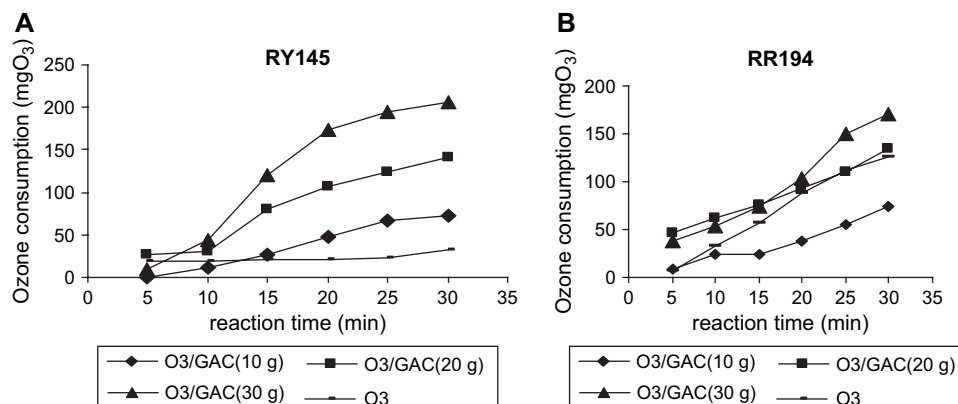 A
RY145
Ozone consumption (mgO3)
250
200
150
100
50
0
0 5 10 15 20 25 30 35
reaction time (min)
O3/GAC(10 g) O3/GAC(20 g)
O3/GAC(30 g) O3
B
RR194
Ozone consumption (mgO3)
200
150
100
50
0
0 5 10 15 20 25 30 35
reaction time (min)
O3/GAC(10 g) O3/GAC(20 g)
O3/GAC(30 g) O3